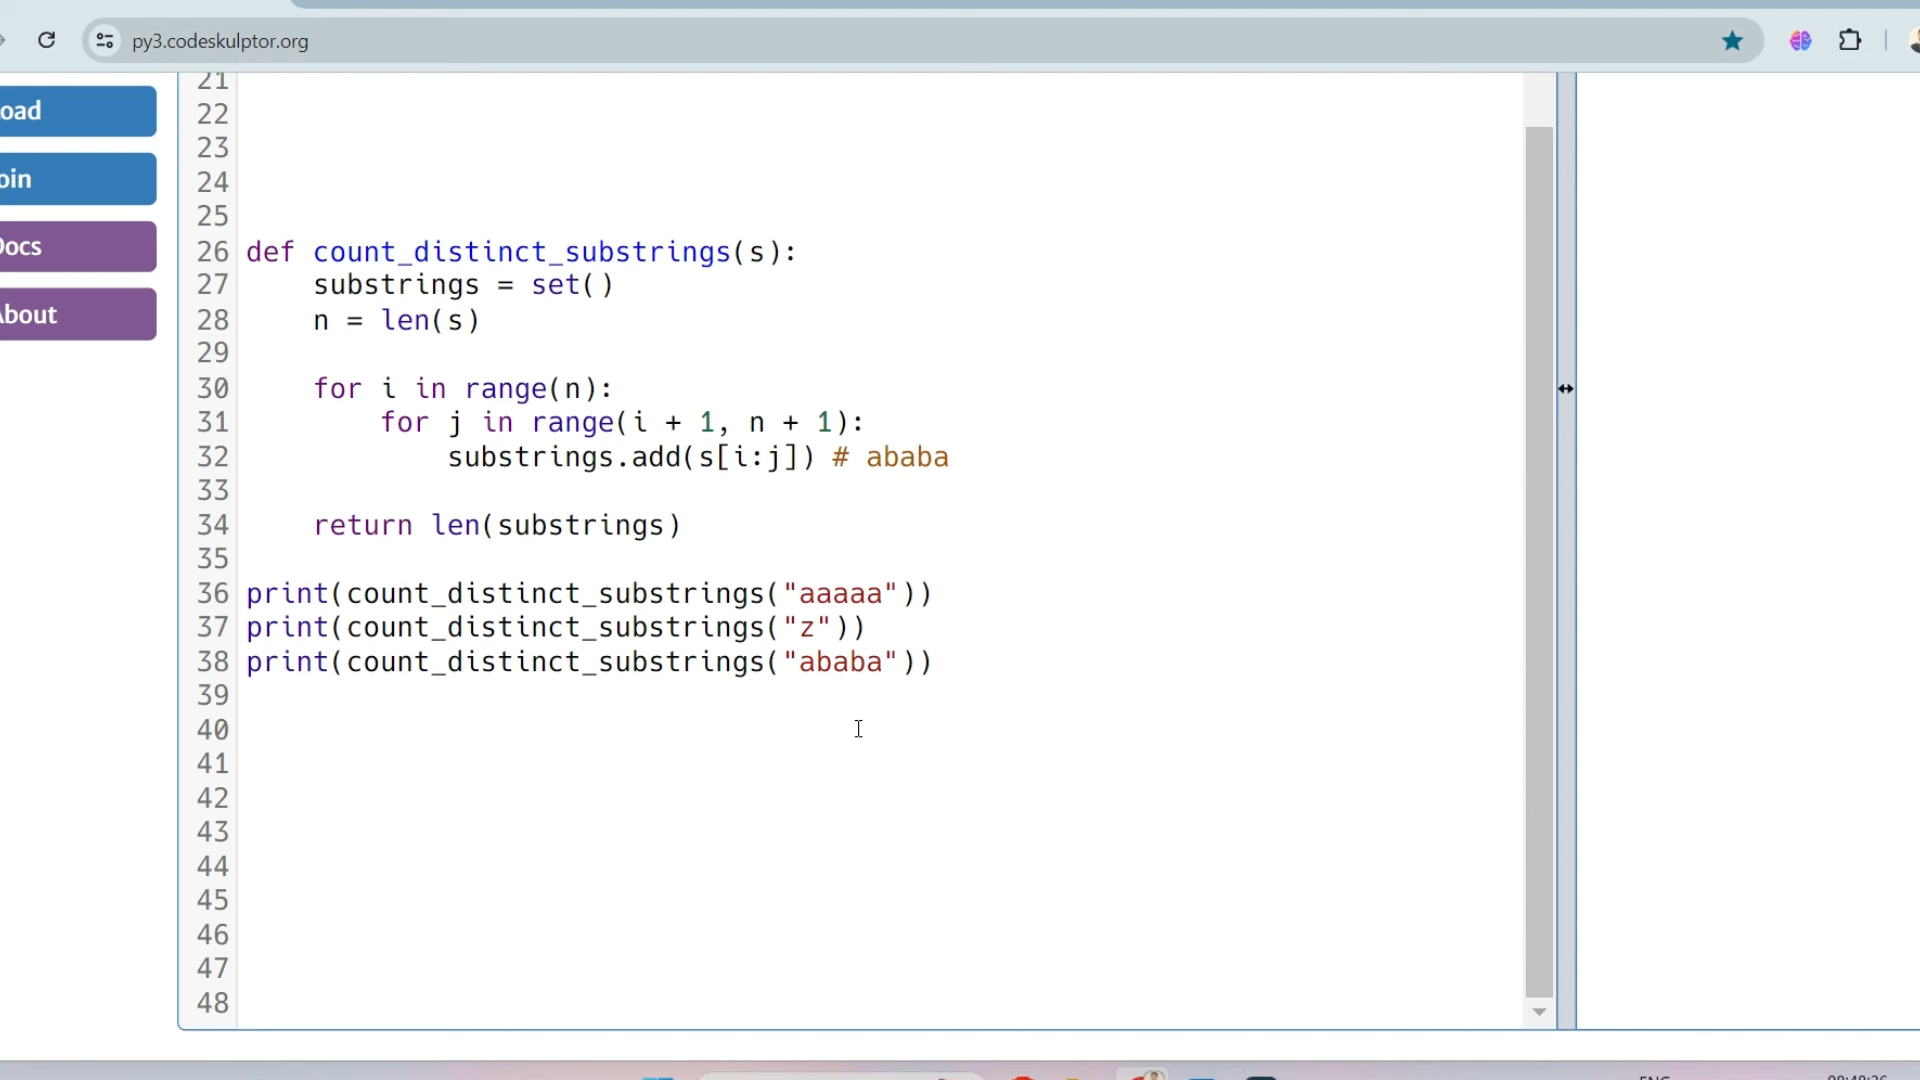 py3.codeskulptor.org
oad
oin
Docs
About
21
22
23
24
25
26 def count_distinct_substrings(s):
27     substrings = set()
28     n = len(s)
29
30     for i in range(n):
31         for j in range(i + 1, n + 1):
32             substrings.add(s[i:j]) # ababa
33
34     return len(substrings)
35
36 print(count_distinct_substrings("aaaaa"))
37 print(count_distinct_substrings("z"))
38 print(count_distinct_substrings("ababa"))
39
40
41
42
43
44
45
46
47
48